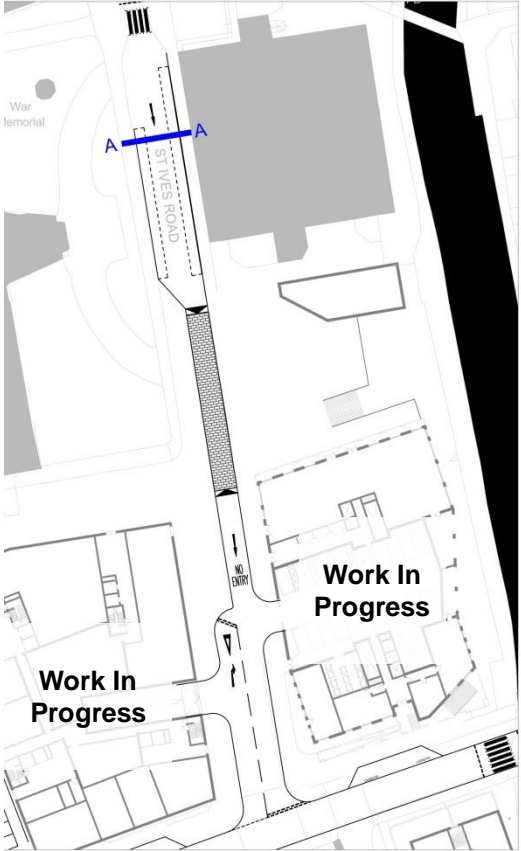 War
Memorial
A
A
ST IVES ROAD
NO
ENTRY
Work In
Progress
Work In
Progress